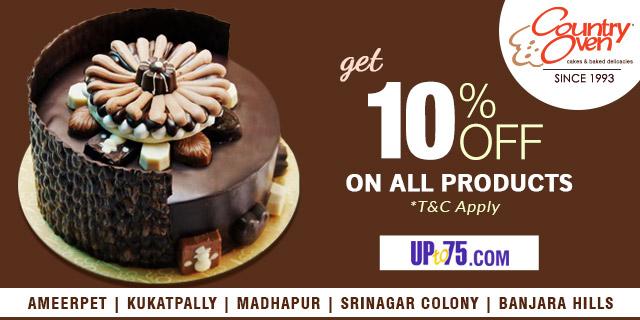 Country
Oven
cakes & baked delicacies
SINCE 1993
get
10% OFF
ON ALL PRODUCTS
*T&C Apply
UPto75.COM
AMEERPET | KUKATPALLY | MADHAPUR | SRINAGAR COLONY | BANJARA HILLS